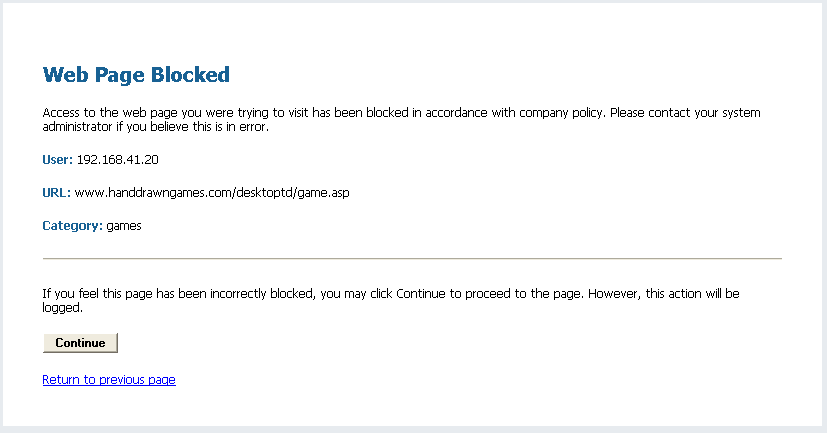 Web Page Blocked
Access to the web page you were trying to visit has been blocked in accordance with company policy. Please contact your system
administrator if you believe this is in error.
User: 192.168.41.20
URL: www.handdrawngames.com/desktoptd/game.asp
Category: games
If you feel this page has been incorrectly blocked, you may click Continue to proceed to the page. However, this action will be
logged.
Continue
Return to previous page